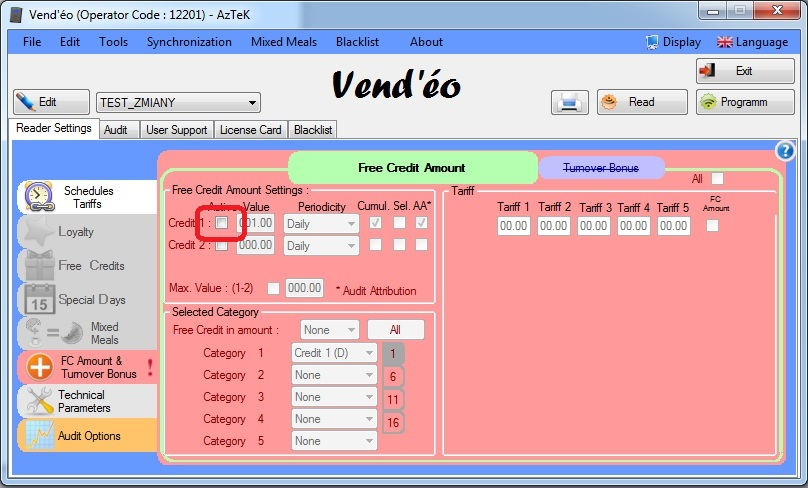 Vend'éo (Operator Code : 12201) - AzTeK
File Edit Tools Synchronization Mixed Meals Blacklist About Display Language
Vend'éo
Exit
Edit TEST_ZMIANY Read Programm
Reader Settings Audit User Support License Card Blacklist
?
Free Credit Amount Turnover Bonus
All
Schedules
Tariffs
Loyalty
Free Credits
15 Special Days
Mixed
Meals
FC Amount &
Turnover Bonus !
Technical
Parameters
Audit Options
Free Credit Amount Settings :
Active Value Periodicity Cumul. Sel. AA*
Credit 1 : 001.00 Daily
Credit 2 : 000.00 Daily
Max. Value : (1-2) 000.00 * Audit Attribution
Selected Category
Free Credit in amount : None All
Category 1 Credit 1 (D) 1
Category 2 None 6
Category 3 None 11
Category 4 None 16
Category 5 None
Tariff
Tariff 1 Tariff 2 Tariff 3 Tariff 4 Tariff 5 FC
Amount
00.00 00.00 00.00 00.00 00.00